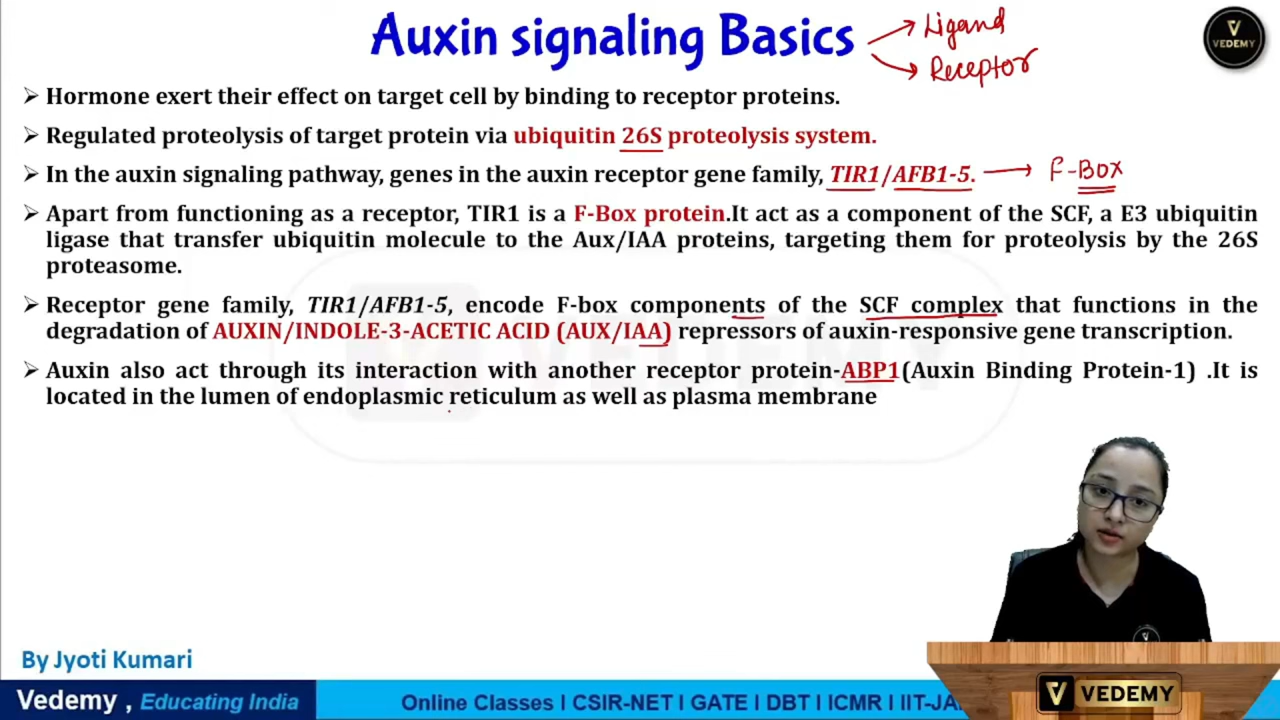 Auxin signaling Basics
Ligand
Receptor
V
VEDEMY
➤ Hormone exert their effect on target cell by binding to receptor proteins.
➤ Regulated proteolysis of target protein via ubiquitin 26S proteolysis system.
➤ In the auxin signaling pathway, genes in the auxin receptor gene family, TIR1/AFB1-5. → F-Box
➤ Apart from functioning as a receptor, TIR1 is a F-Box protein.It act as a component of the SCF, a E3 ubiquitin
ligase that transfer ubiquitin molecule to the Aux/IAA proteins, targeting them for proteolysis by the 26S
proteasome.
➤ Receptor gene family, TIR1/AFB1-5, encode F-box components of the SCF complex that functions in the
degradation of AUXIN/INDOLE-3-ACETIC ACID (AUX/IAA) repressors of auxin-responsive gene transcription.
➤ Auxin also act through its interaction with another receptor protein-ABP1(Auxin Binding Protein-1) .It is
located in the lumen of endoplasmic reticulum as well as plasma membrane
By Jyoti Kumari
Vedemy , Educating India
Online Classes I CSIR-NET I GATE I DBT I ICMR I IIT-JA
V VEDEMY